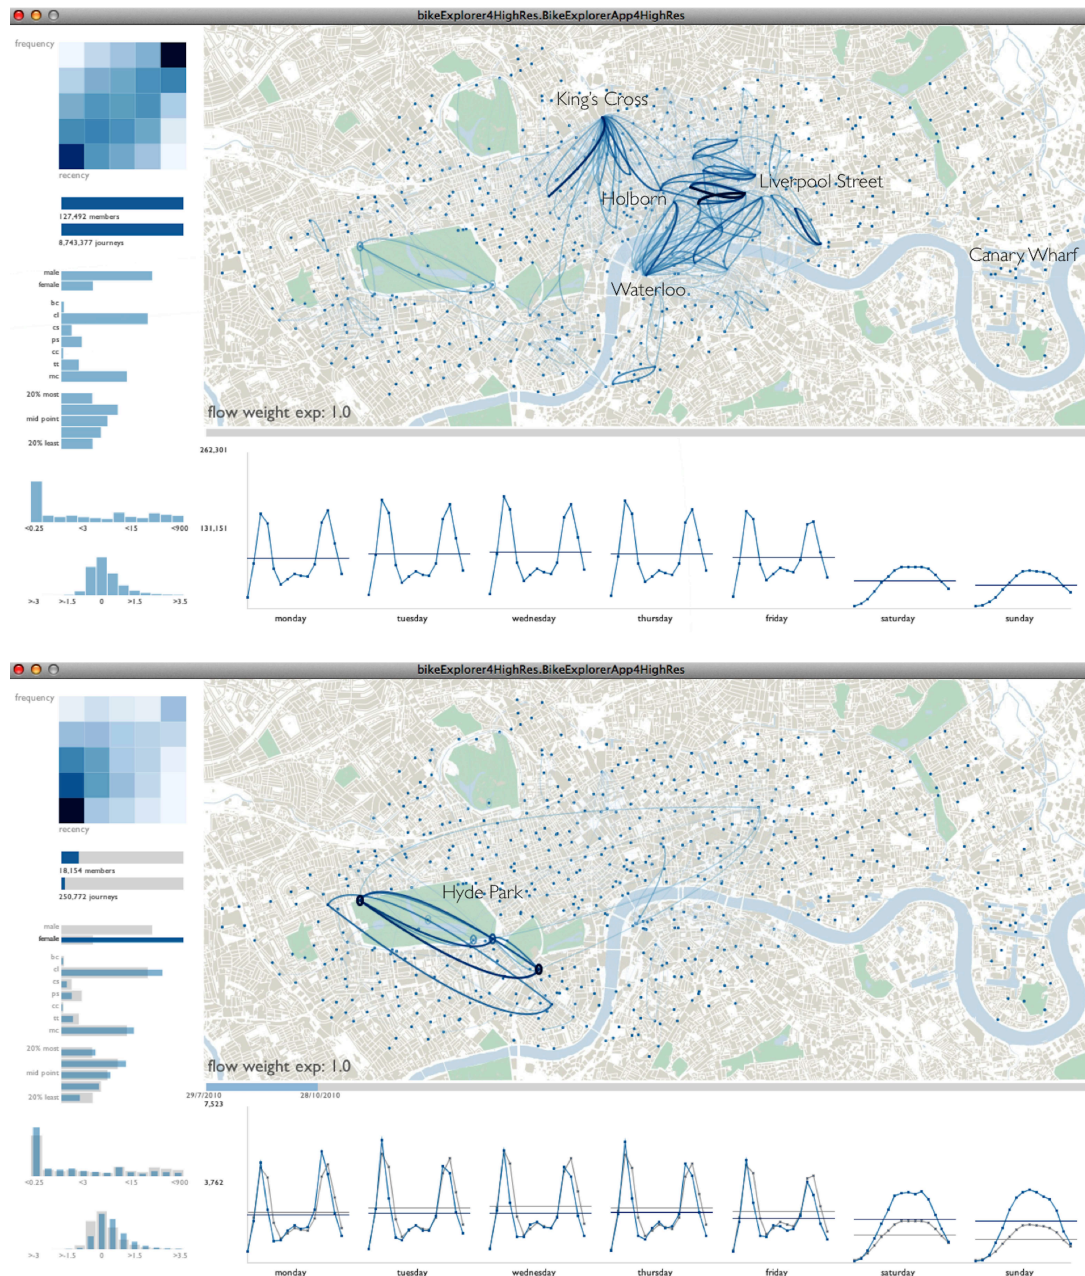 bikeExplorer4HighRes.BikeExplorerApp4HighRes
frequency
recency
127,492 members
8,743,377 journeys
male
female
bc
cl
cs
ps
cc
tt
mc
20% most
mid point
20% least
<0.25 <3 <15 <900
>-3 >-1.5 0 >1.5 >3.5
King's Cross
Liverpool Street
Holborn
Canary Wharf
Waterloo
flow weight exp: 1.0
262,301
131,151
monday tuesday wednesday thursday friday saturday sunday
bikeExplorer4HighRes.BikeExplorerApp4HighRes
frequency
recency
18,154 members
250,772 journeys
male
female
bc
cl
cs
ps
cc
tt
mc
20% most
mid point
20% least
<0.25 <3 <15 <900
>-3 >-1.5 0 >1.5 >3.5
Hyde Park
flow weight exp: 1.0
29/7/2010 28/10/2010
7,523
3,762
monday tuesday wednesday thursday friday saturday sunday